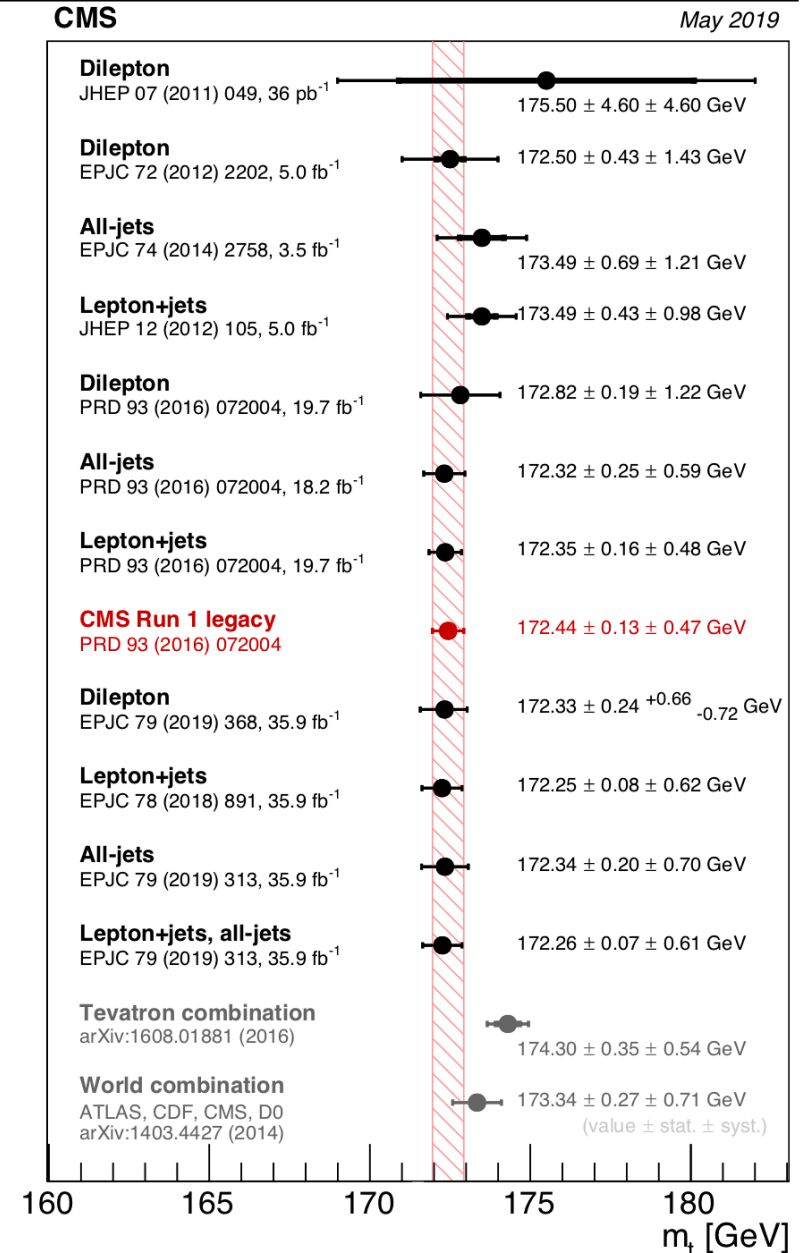 CMS May 2019
Dilepton
JHEP 07 (2011) 049, 36 pb⁻¹
175.50 ± 4.60 ± 4.60 GeV
Dilepton
EPJC 72 (2012) 2202, 5.0 fb⁻¹
172.50 ± 0.43 ± 1.43 GeV
All-jets
EPJC 74 (2014) 2758, 3.5 fb⁻¹
173.49 ± 0.69 ± 1.21 GeV
Lepton+jets
JHEP 12 (2012) 105, 5.0 fb⁻¹
173.49 ± 0.43 ± 0.98 GeV
Dilepton
PRD 93 (2016) 072004, 19.7 fb⁻¹
172.82 ± 0.19 ± 1.22 GeV
All-jets
PRD 93 (2016) 072004, 18.2 fb⁻¹
172.32 ± 0.25 ± 0.59 GeV
Lepton+jets
PRD 93 (2016) 072004, 19.7 fb⁻¹
172.35 ± 0.16 ± 0.48 GeV
CMS Run 1 legacy
PRD 93 (2016) 072004
172.44 ± 0.13 ± 0.47 GeV
Dilepton
EPJC 79 (2019) 368, 35.9 fb⁻¹
172.33 ± 0.24 +0.66 -0.72 GeV
Lepton+jets
EPJC 78 (2018) 891, 35.9 fb⁻¹
172.25 ± 0.08 ± 0.62 GeV
All-jets
EPJC 79 (2019) 313, 35.9 fb⁻¹
172.34 ± 0.20 ± 0.70 GeV
Lepton+jets, all-jets
EPJC 79 (2019) 313, 35.9 fb⁻¹
172.26 ± 0.07 ± 0.61 GeV
Tevatron combination
arXiv:1608.01881 (2016)
174.30 ± 0.35 ± 0.54 GeV
World combination
ATLAS, CDF, CMS, D0
arXiv:1403.4427 (2014)
173.34 ± 0.27 ± 0.71 GeV
(value ± stat. ± syst.)
160 165 170 175 180
mₜ [GeV]